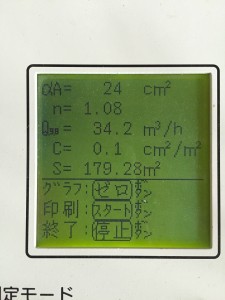 αA= 24 cm²
n= 1.08
Q₉.₈= 34.2 m³/h
C= 0.1 cm²/m²
S= 179.28m²
グラフ:ゼロボタン
印刷:スタートボタン
終了:停止ボタン
定モード